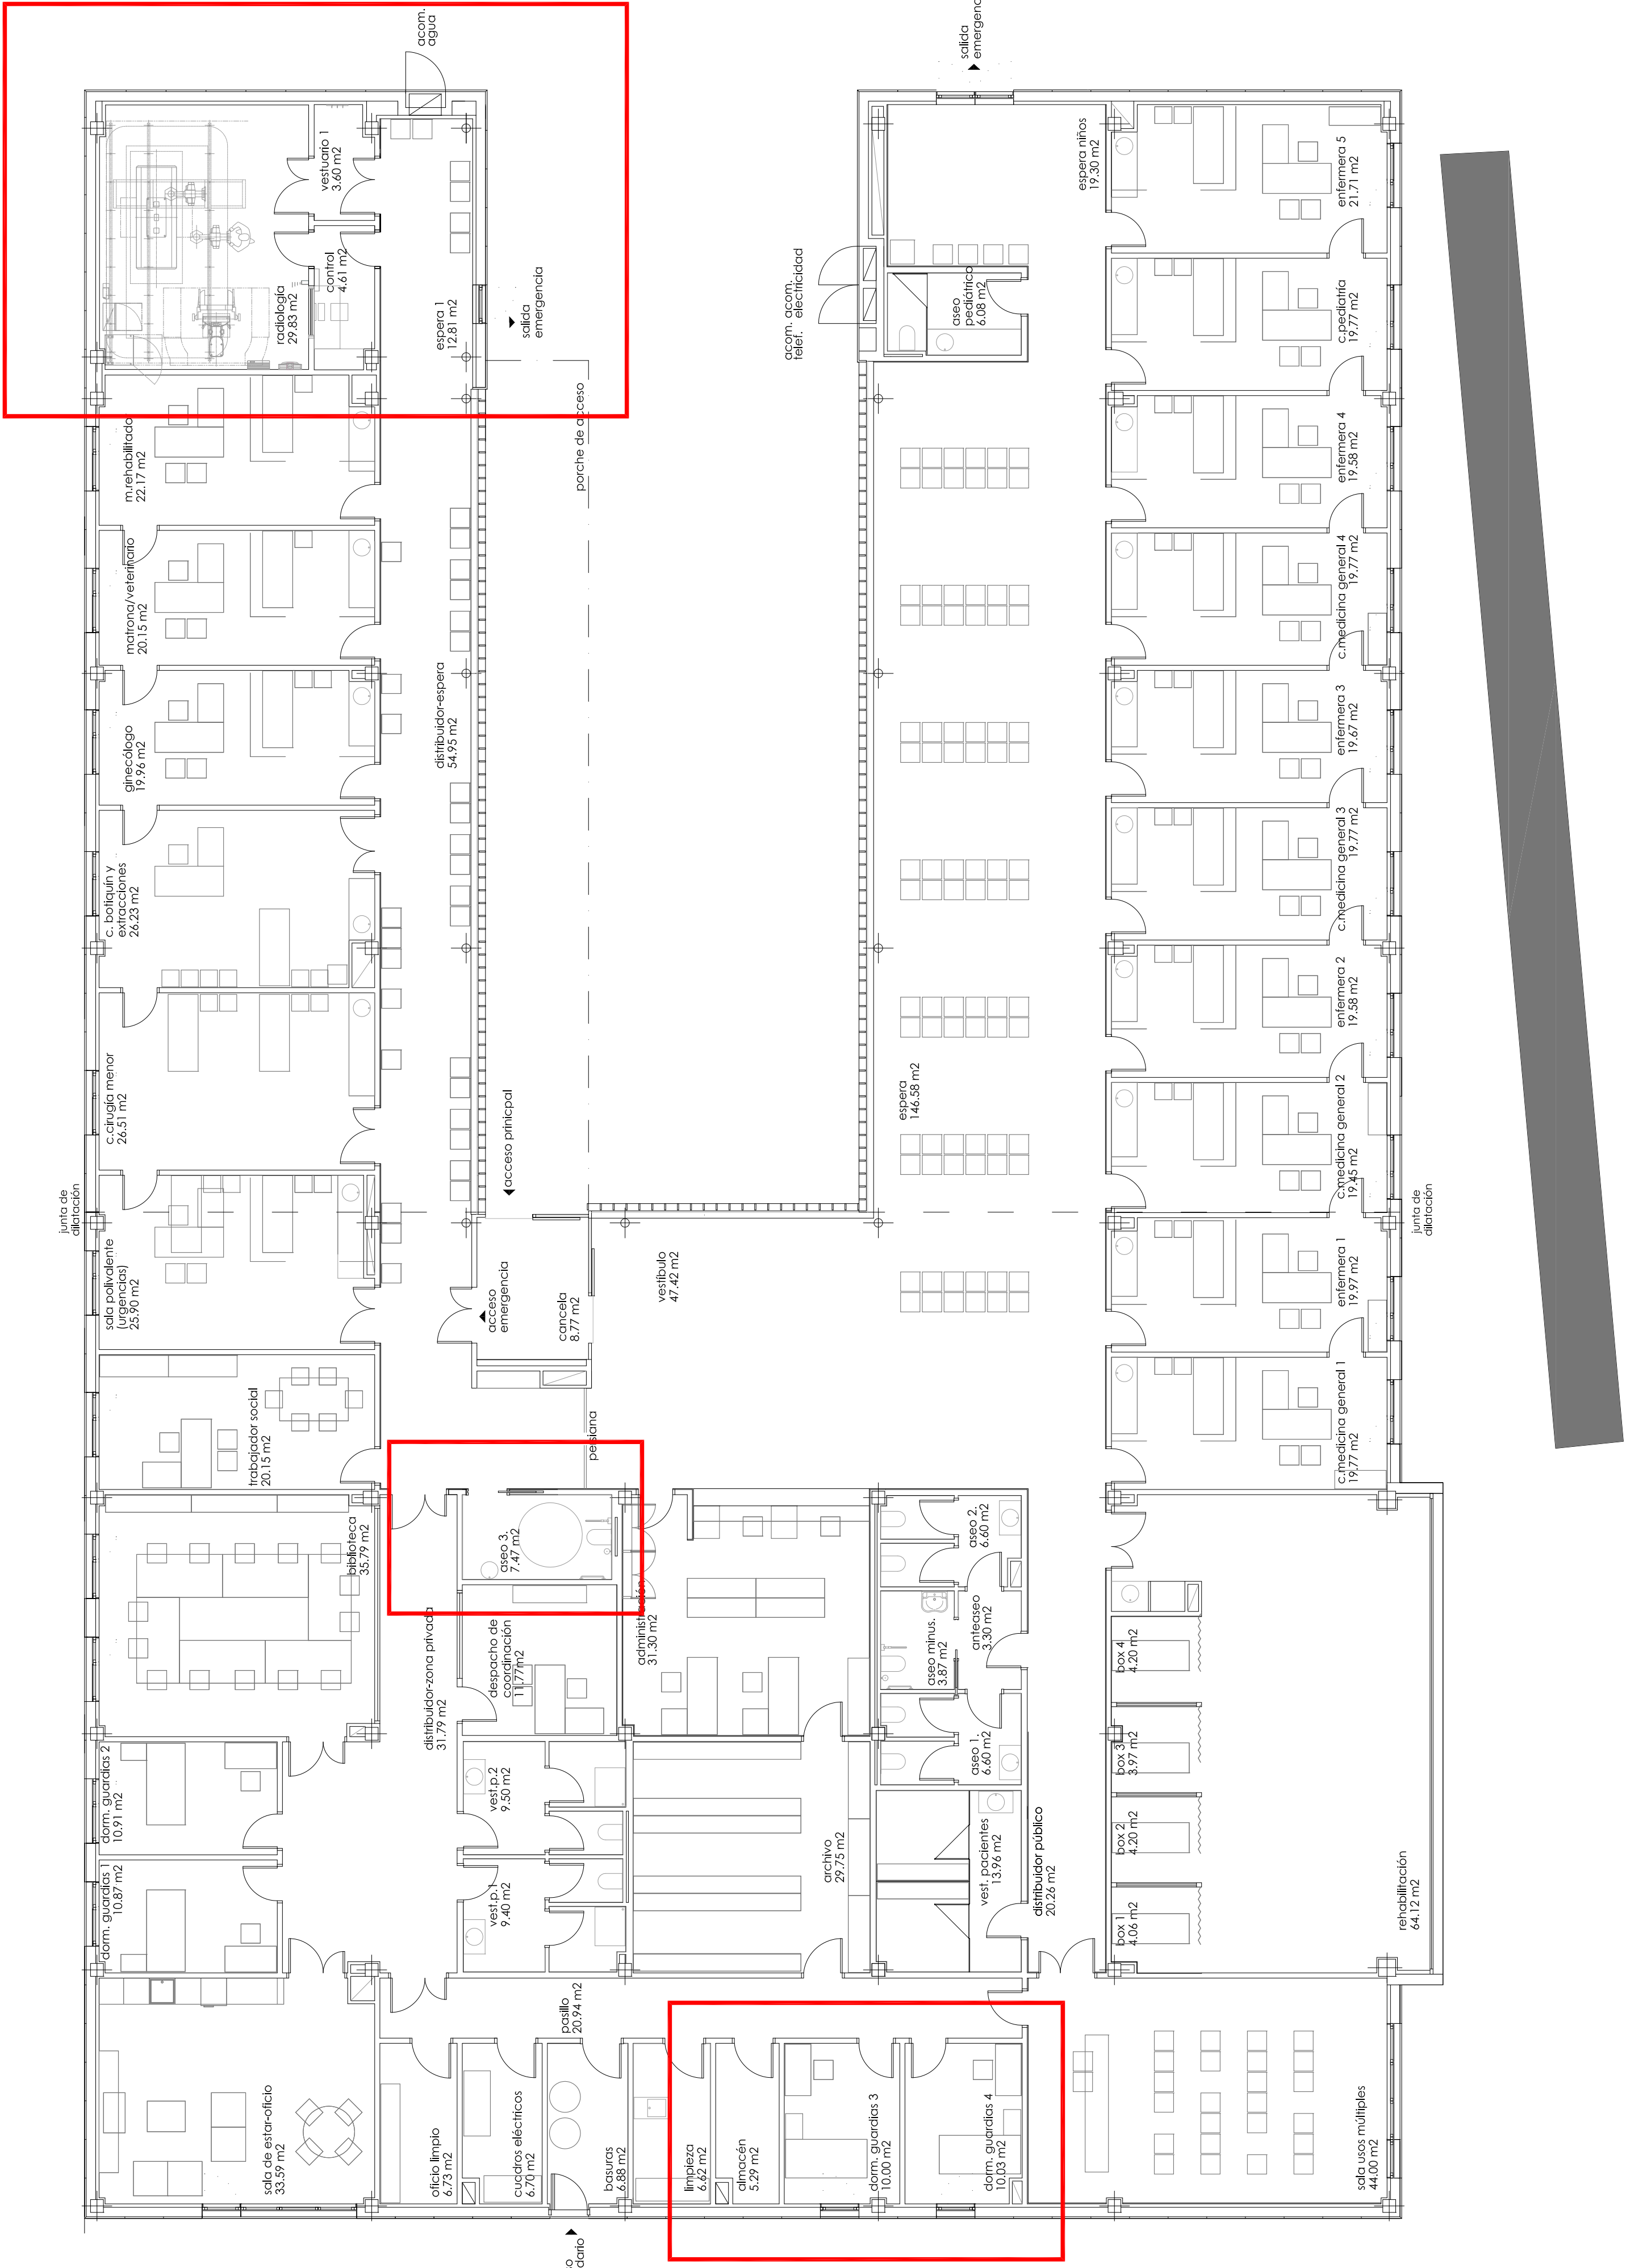 acom.
agua
salida
emergencia
vestuario 1
3.60 m2
control
4.61 m2
radiología
29.83 m2
espera 1
12.81 m2
salida
emergencia
acom. acom.
telef. electricidad
aseo
pediátrico
6.08 m2
espera niños
19.30 m2
enfermera 5
21.71 m2
c.pediatría
19.77 m2
m.rehabilitador
22.17 m2
porche de acceso
enfermera 4
19.58 m2
matrona/veterinario
20.15 m2
c.medicina general 4
19.77 m2
distribuidor-espera
54.95 m2
ginecólogo
19.96 m2
enfermera 3
19.67 m2
c. botiquín y
extracciones
26.23 m2
c.medicina general 3
19.77 m2
enfermera 2
19.58 m2
c.cirugía menor
26.51 m2
acceso prinicpal
espera
146.58 m2
c.medicina general 2
19.45 m2
junta de
dilatación
junta de
dilatación
sala polivalente
(urgencias)
25.90 m2
acceso
emergencia
cancela
8.77 m2
vestíbulo
47.42 m2
enfermera 1
19.97 m2
trabajador social
20.15 m2
persiana
c.medicina general 1
19.77 m2
biblioteca
35.79 m2
aseo 3.
7.47 m2
aseo 2.
6.60 m2
distribuidor-zona privada
31.79 m2
despacho de
coordinación
11.77m2
administración
31.30 m2
aseo minus.
3.87 m2
anteaseo
3.30 m2
box 4
4.20 m2
dorm. guardias 2
10.91 m2
vest.p.2
9.50 m2
aseo 1.
6.60 m2
box 3
3.97 m2
dorm. guardias 1
10.87 m2
vest.p.1
9.40 m2
archivo
29.75 m2
vest. pacientes
13.96 m2
distribuidor público
20.26 m2
box 2
4.20 m2
box 1
4.06 m2
rehabilitación
64.12 m2
pasillo
20.94 m2
sala de estar-oficio
33.59 m2
oficio limpio
6.73 m2
cuadros eléctricos
6.70 m2
basuras
6.88 m2
limpieza
6.62 m2
almacén
5.29 m2
dorm. guardias 3
10.00 m2
dorm. guardias 4
10.03 m2
sala usos múltiples
44.00 m2